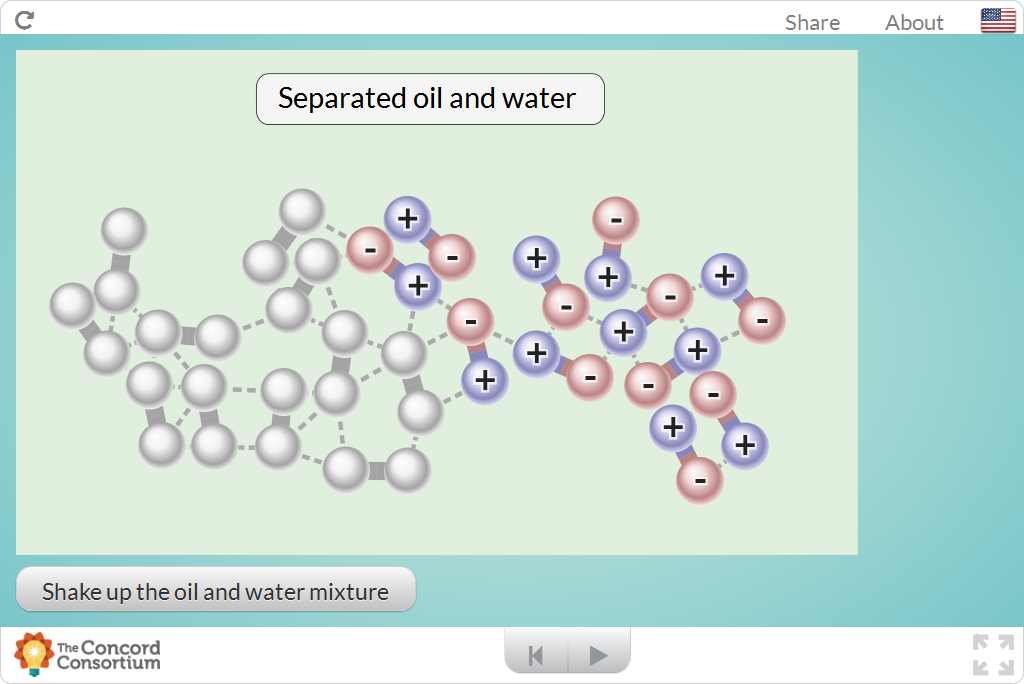 Share About
Separated oil and water
+ + - - + - + + - - + - + + + - - - - + + - + -
Shake up the oil and water mixture
The Concord
Consortium